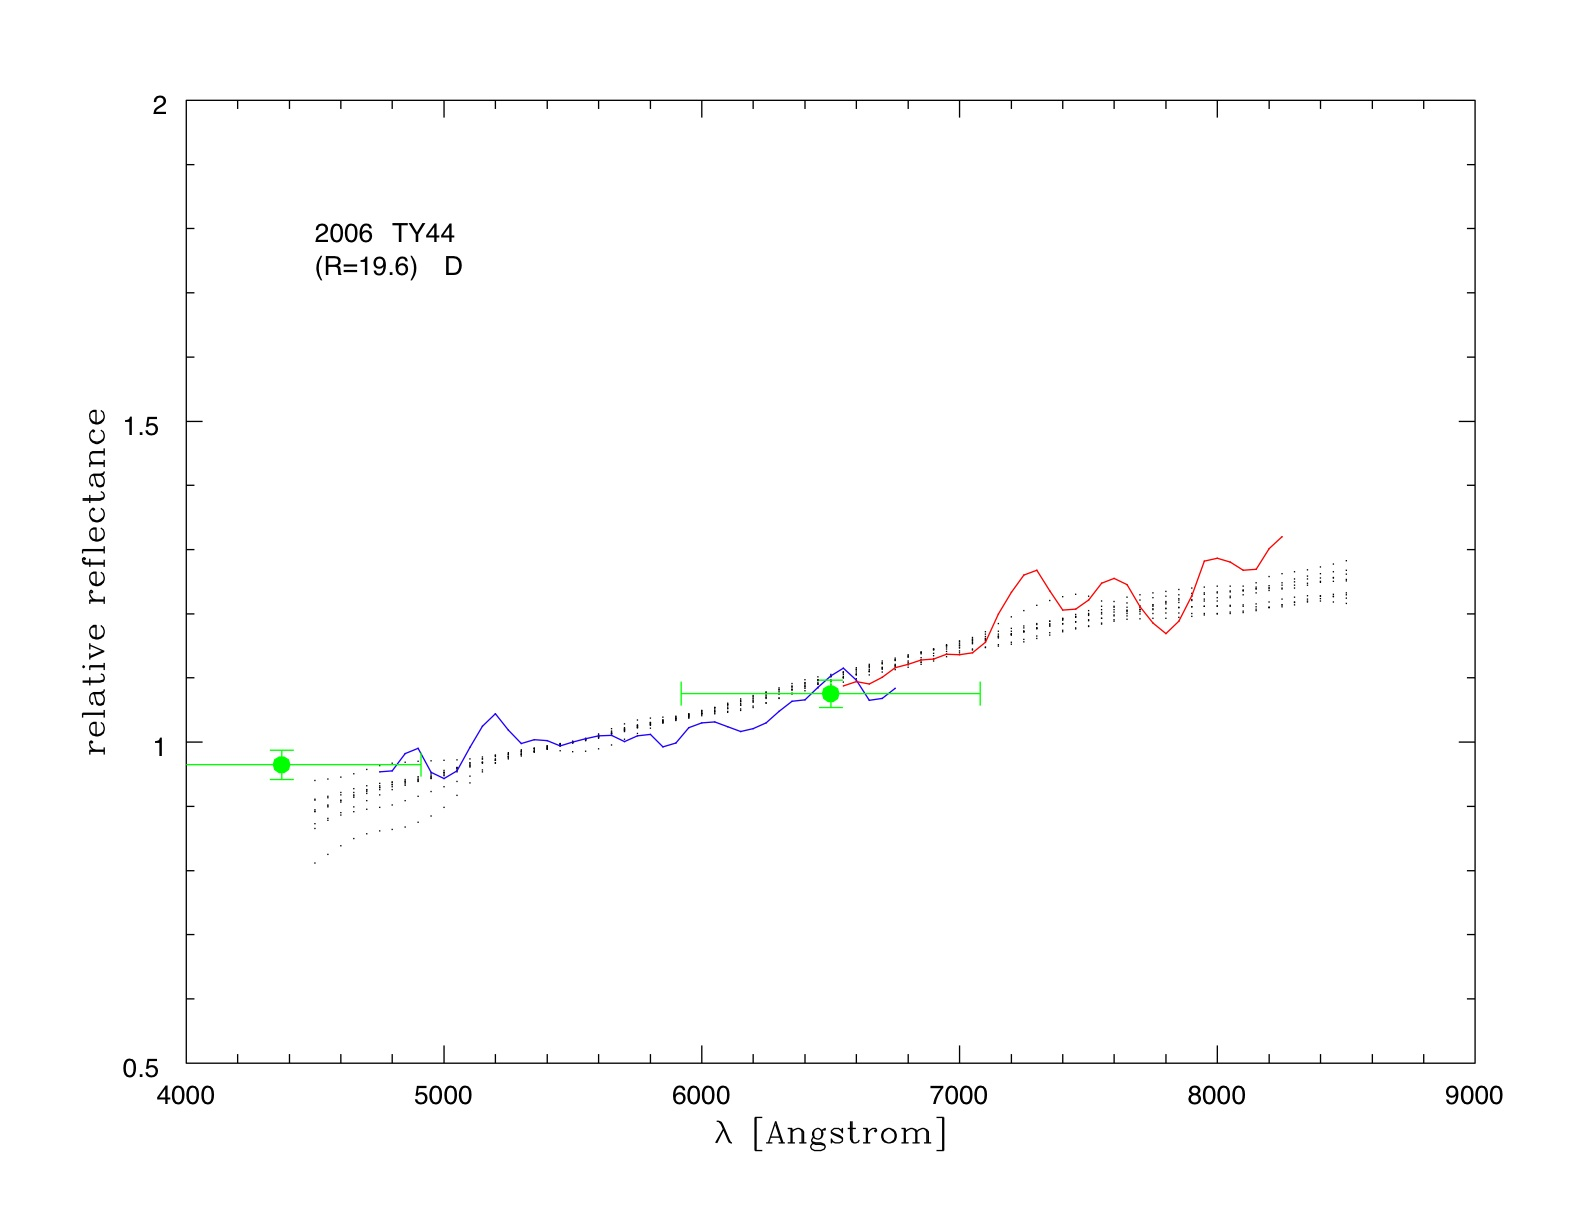 2
2006 TY44
(R=19.6) D
1.5
relative reflectance
1
0.5
4000 5000 6000 7000 8000 9000
λ [Angstrom]